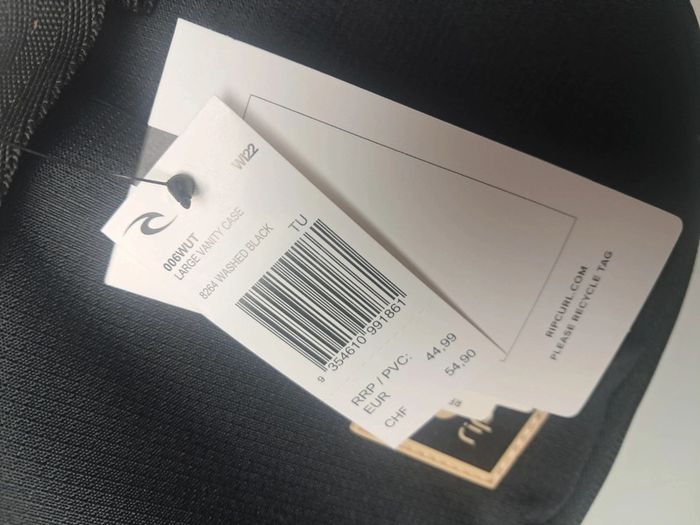 WI22
006WUT
LARGE VANITY CASE
8264 WASHED BLACK
TU
9 354610 991861
RRP / PVC:
EUR 44,99
CHF 54,90
RIPCURL.COM
PLEASE RECYCLE TAG